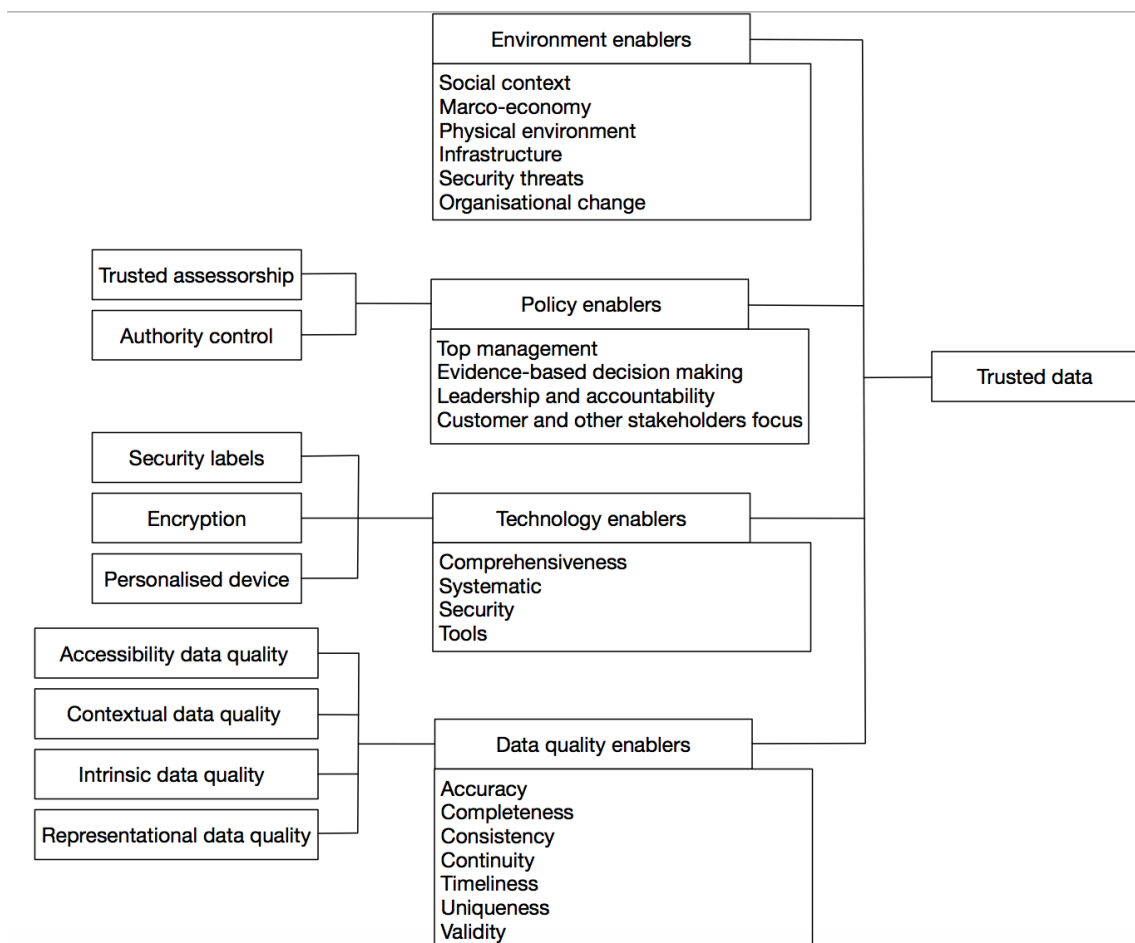 Environment enablers
Social context
Marco-economy
Physical environment
Infrastructure
Security threats
Organisational change
Trusted assessorship
Authority control
Policy enablers
Top management
Evidence-based decision making
Leadership and accountability
Customer and other stakeholders focus
Trusted data
Security labels
Encryption
Personalised device
Technology enablers
Comprehensiveness
Systematic
Security
Tools
Accessibility data quality
Contextual data quality
Intrinsic data quality
Representational data quality
Data quality enablers
Accuracy
Completeness
Consistency
Continuity
Timeliness
Uniqueness
Validity